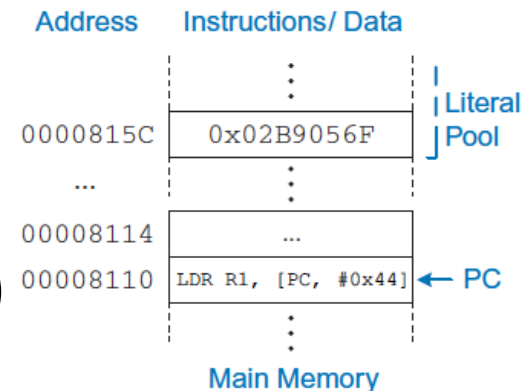 Address Instructions/ Data
Literal
0000815C 0x02B9056F Pool
...
00008114 ...
00008110 LDR R1, [PC, #0x44] PC
Main Memory